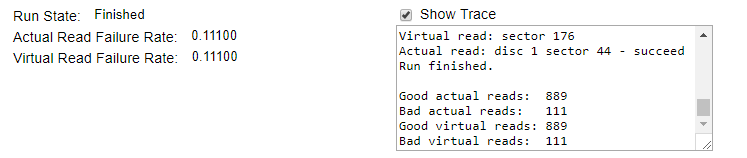 Run State: Finished
Actual Read Failure Rate: 0.11100
Virtual Read Failure Rate: 0.11100
Show Trace
Virtual read: sector 176
Actual read: disc 1 sector 44 - succeed
Run finished.
Good actual reads: 889
Bad actual reads: 111
Good virtual reads: 889
Bad virtual reads: 111